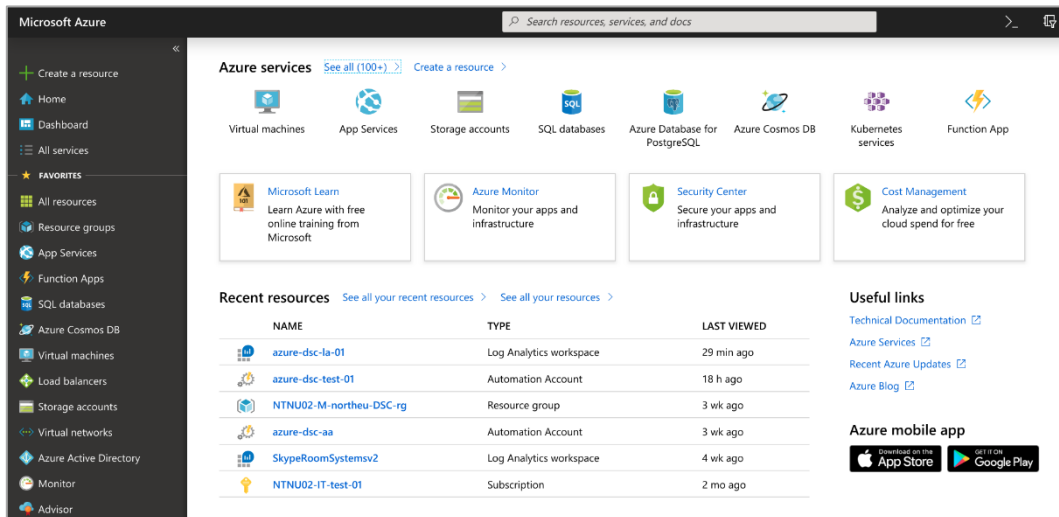 Microsoft Azure
Search resources, services, and docs
Create a resource
Home
Dashboard
All services
FAVORITES
All resources
Resource groups
App Services
Function Apps
SQL databases
Azure Cosmos DB
Virtual machines
Load balancers
Storage accounts
Virtual networks
Azure Active Directory
Monitor
Advisor
Azure services See all (100+) Create a resource
Virtual machines
App Services
Storage accounts
SQL
SQL databases
Azure Database for
PostgreSQL
Azure Cosmos DB
Kubernetes
services
Function App
101
Microsoft Learn
Learn Azure with free
online training from
Microsoft
Azure Monitor
Monitor your apps and
infrastructure
Security Center
Secure your apps and
infrastructure
Cost Management
Analyze and optimize your
cloud spend for free
Recent resources See all your recent resources See all your resources
NAME TYPE LAST VIEWED
azure-dsc-la-01 Log Analytics workspace 29 min ago
azure-dsc-test-01 Automation Account 18 h ago
NTNU02-M-northeu-DSC-rg Resource group 3 wk ago
azure-dsc-aa Automation Account 3 wk ago
SkypeRoomSystemsv2 Log Analytics workspace 4 wk ago
NTNU02-IT-test-01 Subscription 2 mo ago
Useful links
Technical Documentation
Azure Services
Recent Azure Updates
Azure Blog
Azure mobile app
Download on the
App Store
GET IT ON
Google Play